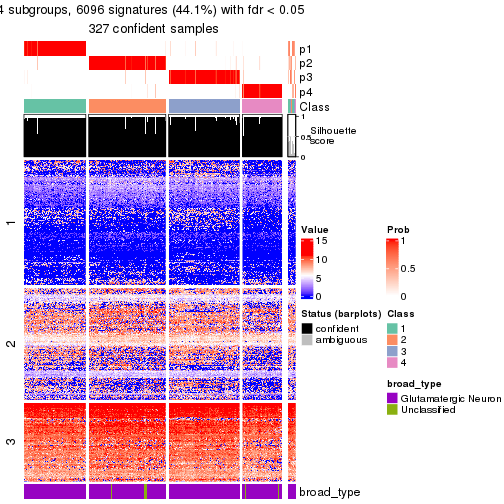 4 subgroups, 6096 signatures (44.1%) with fdr < 0.05
327 confident samples
p1
p2
p3
p4
Class
1
0.5
0
Silhouette
score
1
2
3
broad_type
Value
15
10
5
0
Prob
1
0.5
0
Status (barplots)
confident
ambiguous
Class
1
2
3
4
broad_type
Glutamatergic Neuron
Unclassified